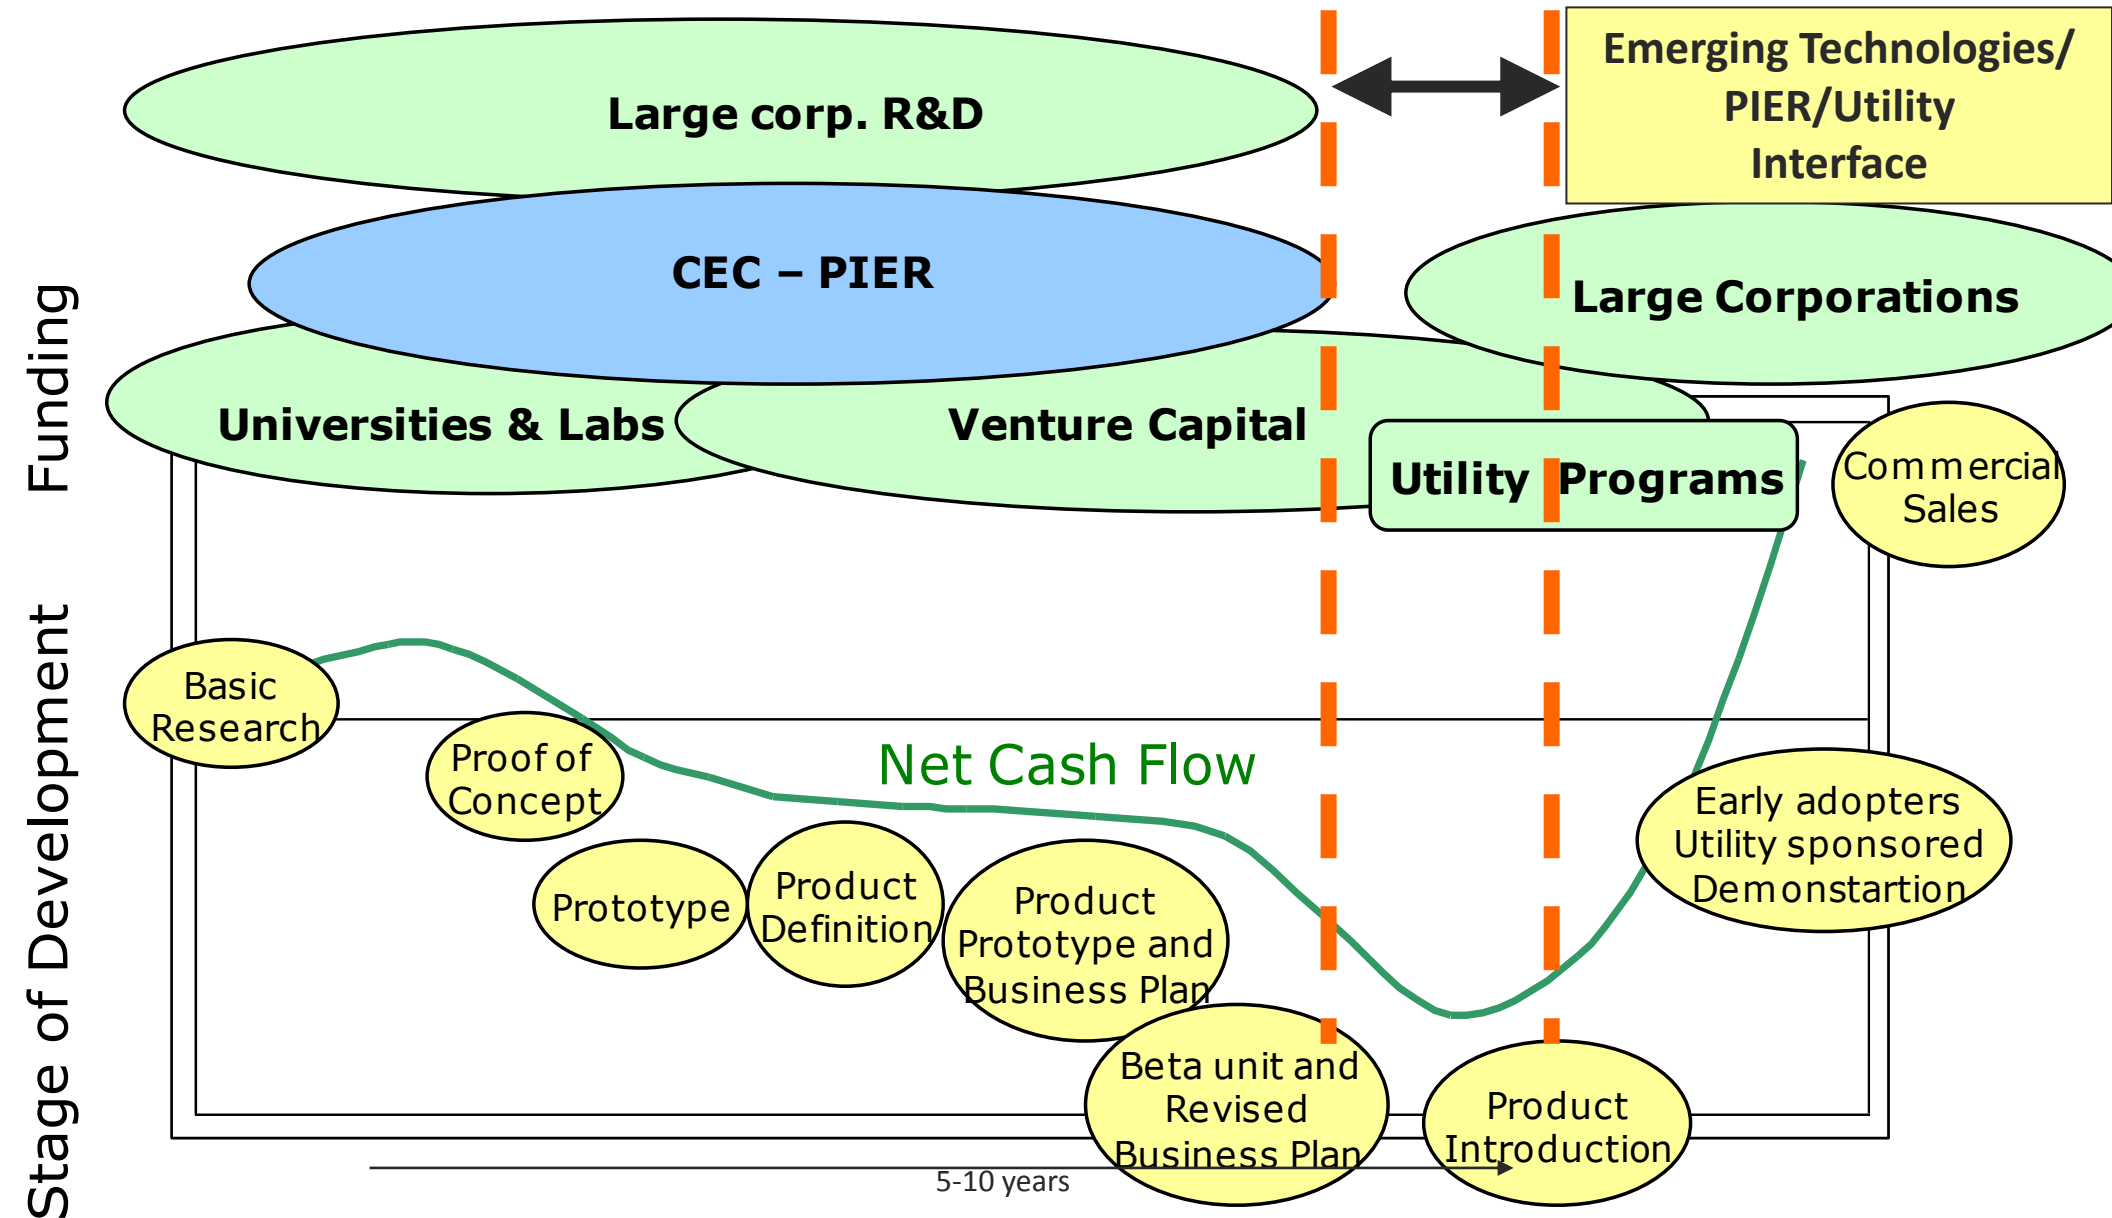 Emerging Technologies/
PIER/Utility
Interface
Large corp. R&D
CEC – PIER
Large Corporations
Funding
Universities & Labs
Venture Capital
Utility Programs
Commercial
Sales
Stage of Development
Basic
Research
Proof of
Concept
Net Cash Flow
Prototype
Product
Definition
Product
Prototype and
Business Plan
Early adopters
Utility sponsored
Demonstartion
Beta unit and
Revised
Business Plan
Product
Introduction
5-10 years